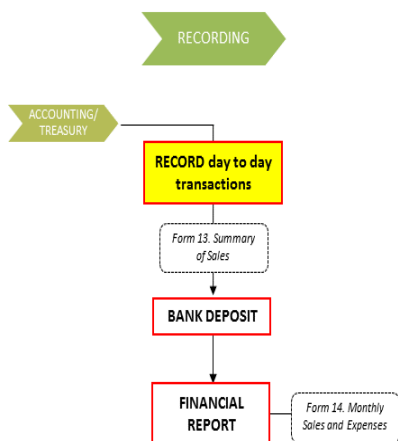 RECORDING
ACCOUNTING/
TREASURY
RECORD day to day
transactions
Form 13. Summary
of Sales
BANK DEPOSIT
FINANCIAL
REPORT
Form 14. Monthly
Sales and Expenses